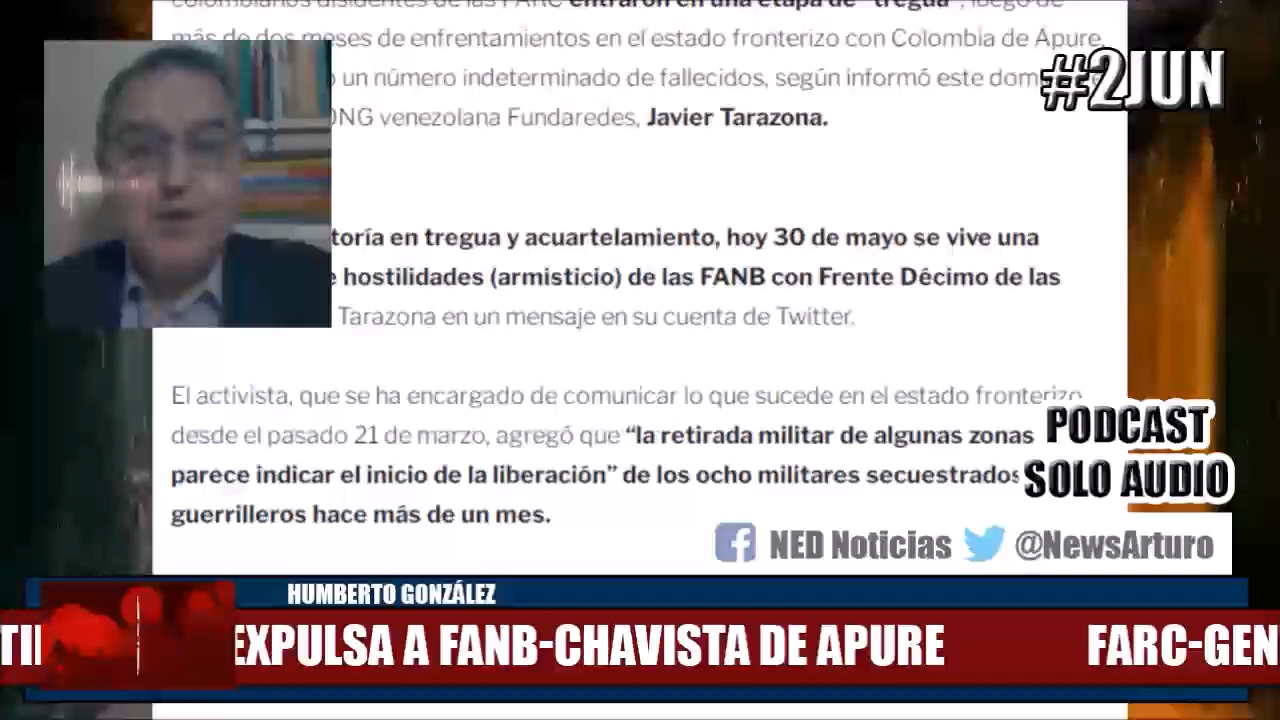 colombianos disidentes de las FARC entraron en una etapa de "tregua", luego de
más de dos meses de enfrentamientos en el estado fronterizo con Colombia de Apure,
o un número indeterminado de fallecidos, según informó este dom
#2JUN
ONG venezolana Fundaredes, Javier Tarazona.
toría en tregua y acuartelamiento, hoy 30 de mayo se vive una
e hostilidades (armisticio) de las FANB con Frente Décimo de las
Tarazona en un mensaje en su cuenta de Twitter.
El activista, que se ha encargado de comunicar lo que sucede en el estado fronterizo
desde el pasado 21 de marzo, agregó que “la retirada militar de algunas zonas
parece indicar el inicio de la liberación” de los ocho militares secuestrados
guerrilleros hace más de un mes.
PODCAST
SOLO AUDIO
NED Noticias @NewsArturo
HUMBERTO GONZÁLEZ
EXPULSA A FANB-CHAVISTA DE APURE FARC-GEN